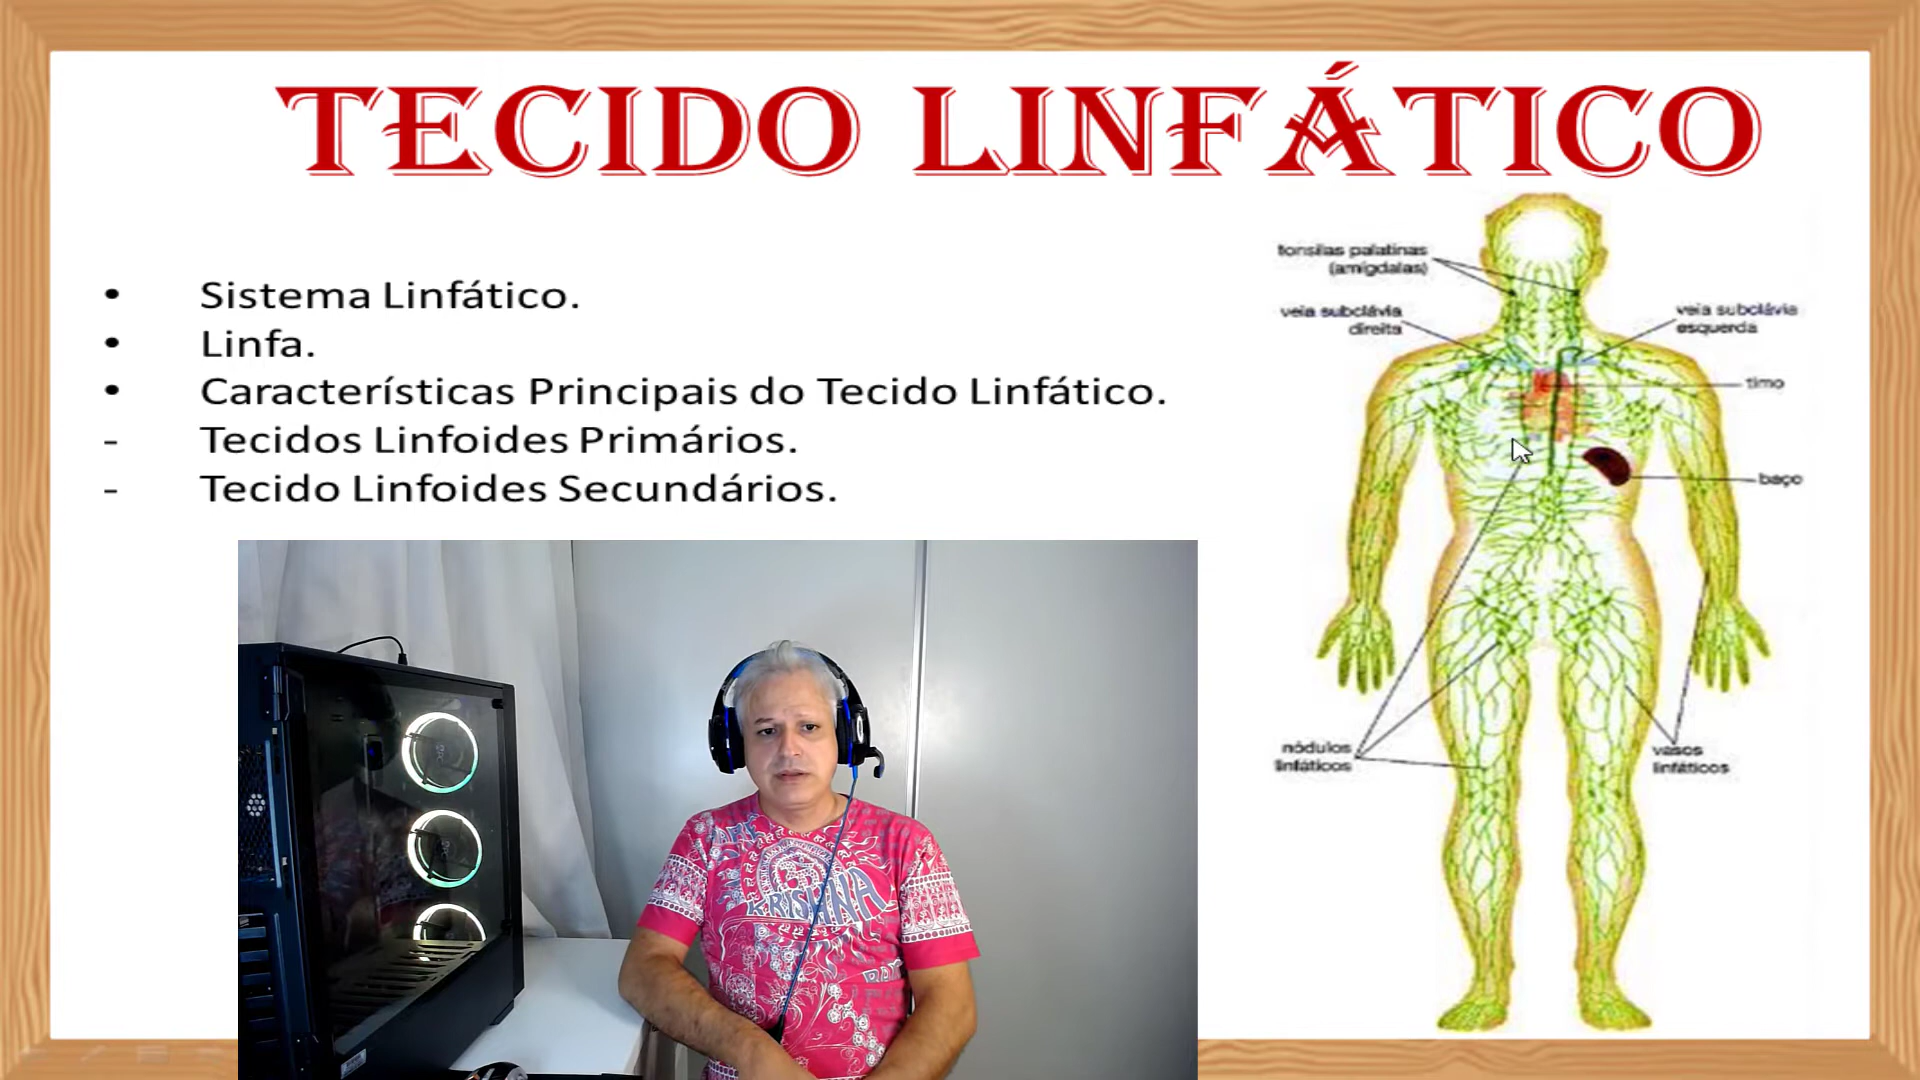 TECIDO LINFÁTICO
• Sistema Linfático.
• Linfa.
• Características Principais do Tecido Linfático.
- Tecidos Linfoides Primários.
- Tecido Linfoides Secundários.
tonsilas palatinas
(amígdalas)
veia subclávia
direita
veia subclávia
esquerda
timo
baço
nódulos
linfáticos
vasos
linfáticos
KRISHNA